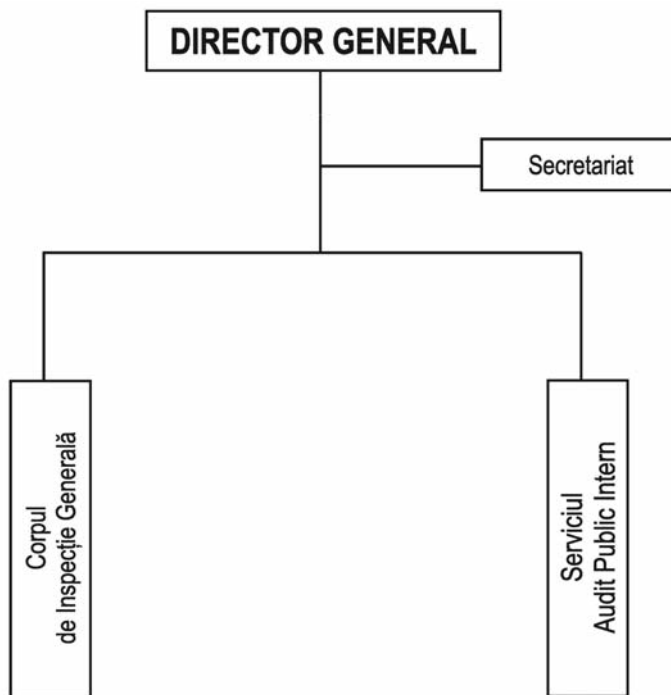 DIRECTOR GENERAL
Secretariat
Corpul
de Inspecție Generală
Serviciul
Audit Public Intern